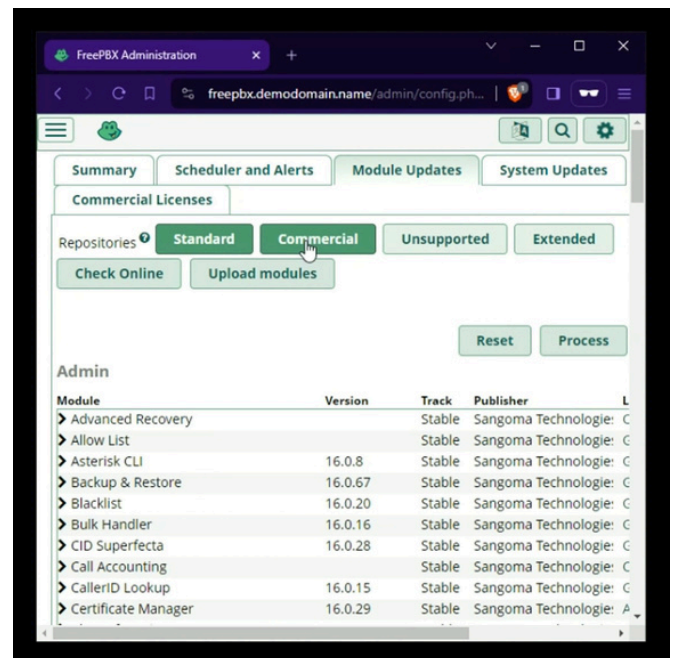 FreePBX Administration
freepbx.demodomain.name/admin/config.ph...
Summary Scheduler and Alerts Module Updates System Updates
Commercial Licenses
Repositories Standard Commercial Unsupported Extended
Check Online Upload modules
Reset Process
Admin
Module Version Track Publisher L
Advanced Recovery Stable Sangoma Technologie
Allow List Stable Sangoma Technologie
Asterisk CLI 16.0.8 Stable Sangoma Technologie
Backup & Restore 16.0.67 Stable Sangoma Technologie
Blacklist 16.0.20 Stable Sangoma Technologie
Bulk Handler 16.0.16 Stable Sangoma Technologie
CID Superfecta 16.0.28 Stable Sangoma Technologie
Call Accounting Stable Sangoma Technologie
CallerID Lookup 16.0.15 Stable Sangoma Technologie
Certificate Manager 16.0.29 Stable Sangoma Technologie